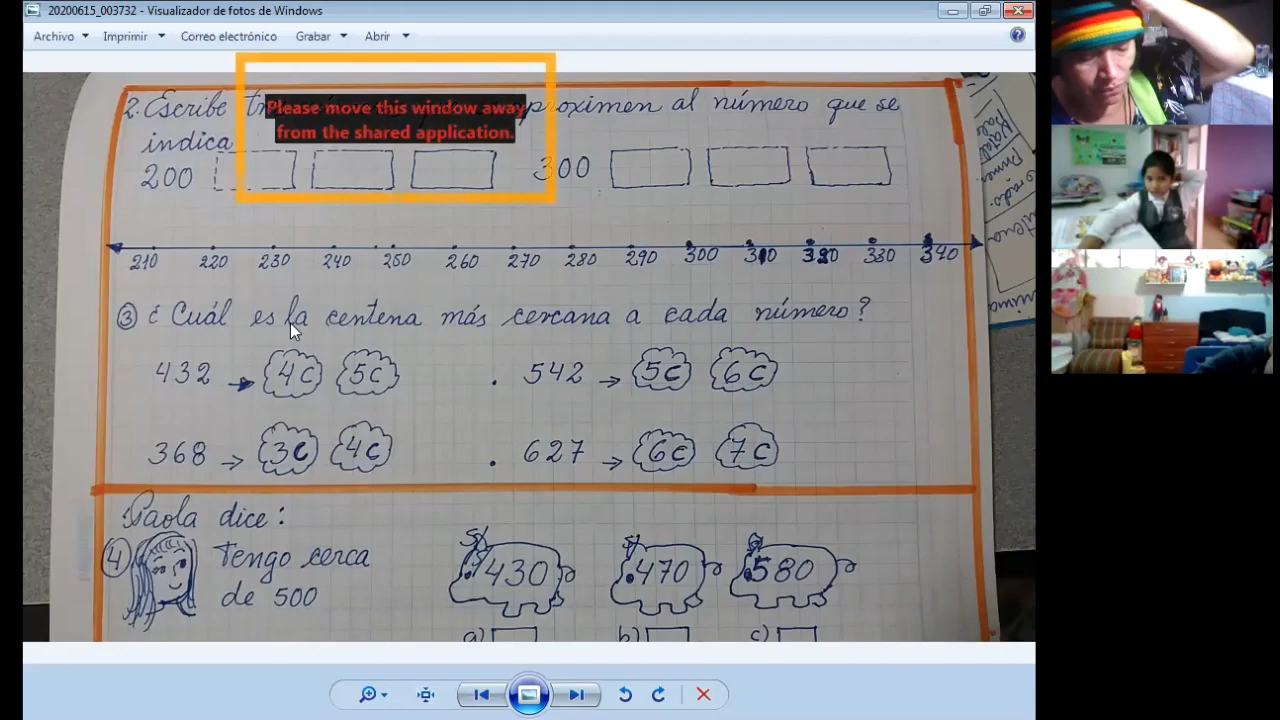 20200615_003732 - Visualizador de fotos de Windows
Archivo Imprimir Correo electrónico Grabar Abrir
2. Escribe Please move this window away proximen al número que se
from the shared application.
indica
200 300
210 220 230 240 250 260 270 280 290 300 310 320 330 340
③ ¿Cuál es la centena más cercana a cada número?
432 → 4C 5C . 542 → 5C 6C
368 → 3C 4C . 627 → 6C 7C
Paola dice:
④ Tengo cerca
de 500
S/ 430 S/ 470 580
a) b) c)